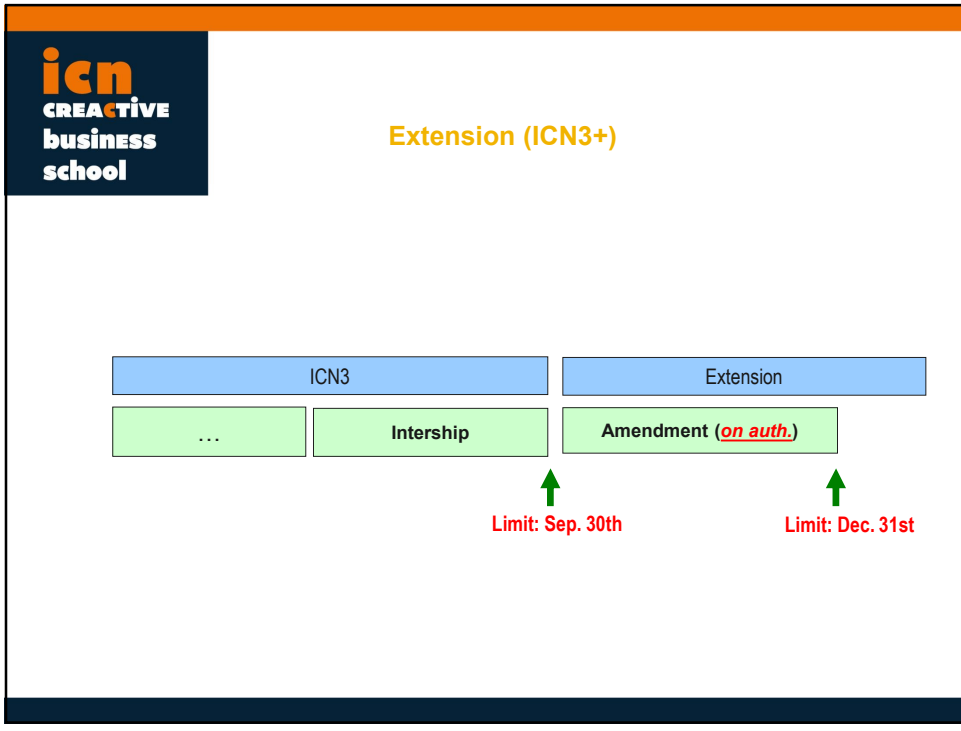 icn
CREACTIVE
business
school
Extension (ICN3+)
ICN3
Extension
...
Intership
Amendment (on auth.)
Limit: Sep. 30th
Limit: Dec. 31st